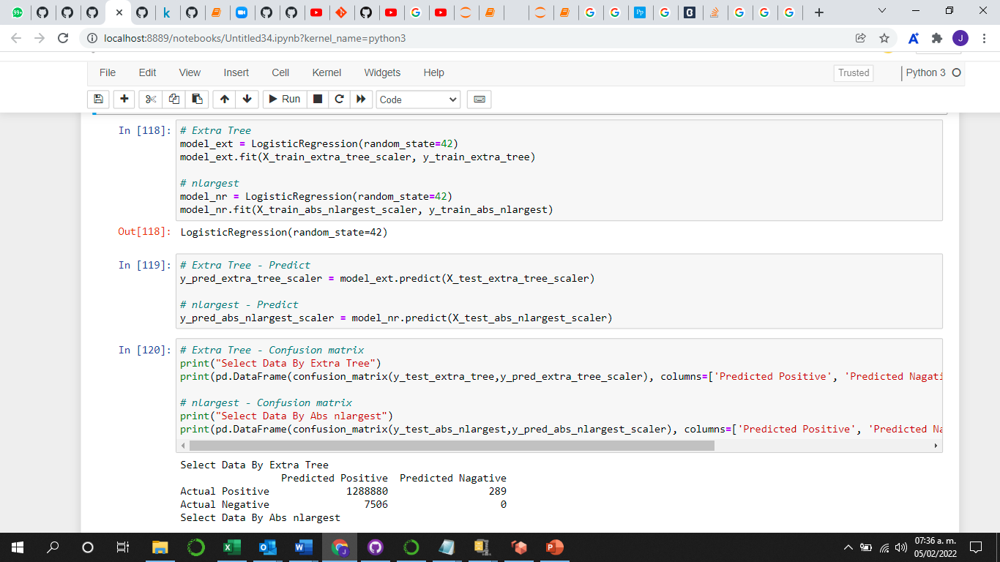 99+
localhost:8889/notebooks/Untitled34.ipynb?kernel_name=python3
J
File Edit View Insert Cell Kernel Widgets Help
Trusted
Python 3
Run
Code
In [118]:
# Extra Tree
model_ext = LogisticRegression(random_state=42)
model_ext.fit(X_train_extra_tree_scaler, y_train_extra_tree)
# nlargest
model_nr = LogisticRegression(random_state=42)
model_nr.fit(X_train_abs_nlargest_scaler, y_train_abs_nlargest)
Out[118]: LogisticRegression(random_state=42)
In [119]:
# Extra Tree - Predict
y_pred_extra_tree_scaler = model_ext.predict(X_test_extra_tree_scaler)
# nlargest - Predict
y_pred_abs_nlargest_scaler = model_nr.predict(X_test_abs_nlargest_scaler)
In [120]:
# Extra Tree - Confusion matrix
print("Select Data By Extra Tree")
print(pd.DataFrame(confusion_matrix(y_test_extra_tree,y_pred_extra_tree_scaler), columns=['Predicted Positive', 'Predicted Nagati
# nlargest - Confusion matrix
print("Select Data By Abs nlargest")
print(pd.DataFrame(confusion_matrix(y_test_abs_nlargest,y_pred_abs_nlargest_scaler), columns=['Predicted Positive', 'Predicted Na
Select Data By Extra Tree
Predicted Positive Predicted Nagative
Actual Positive 1288880 289
Actual Negative 7506 0
Select Data By Abs nlargest
07:36 a. m.
05/02/2022